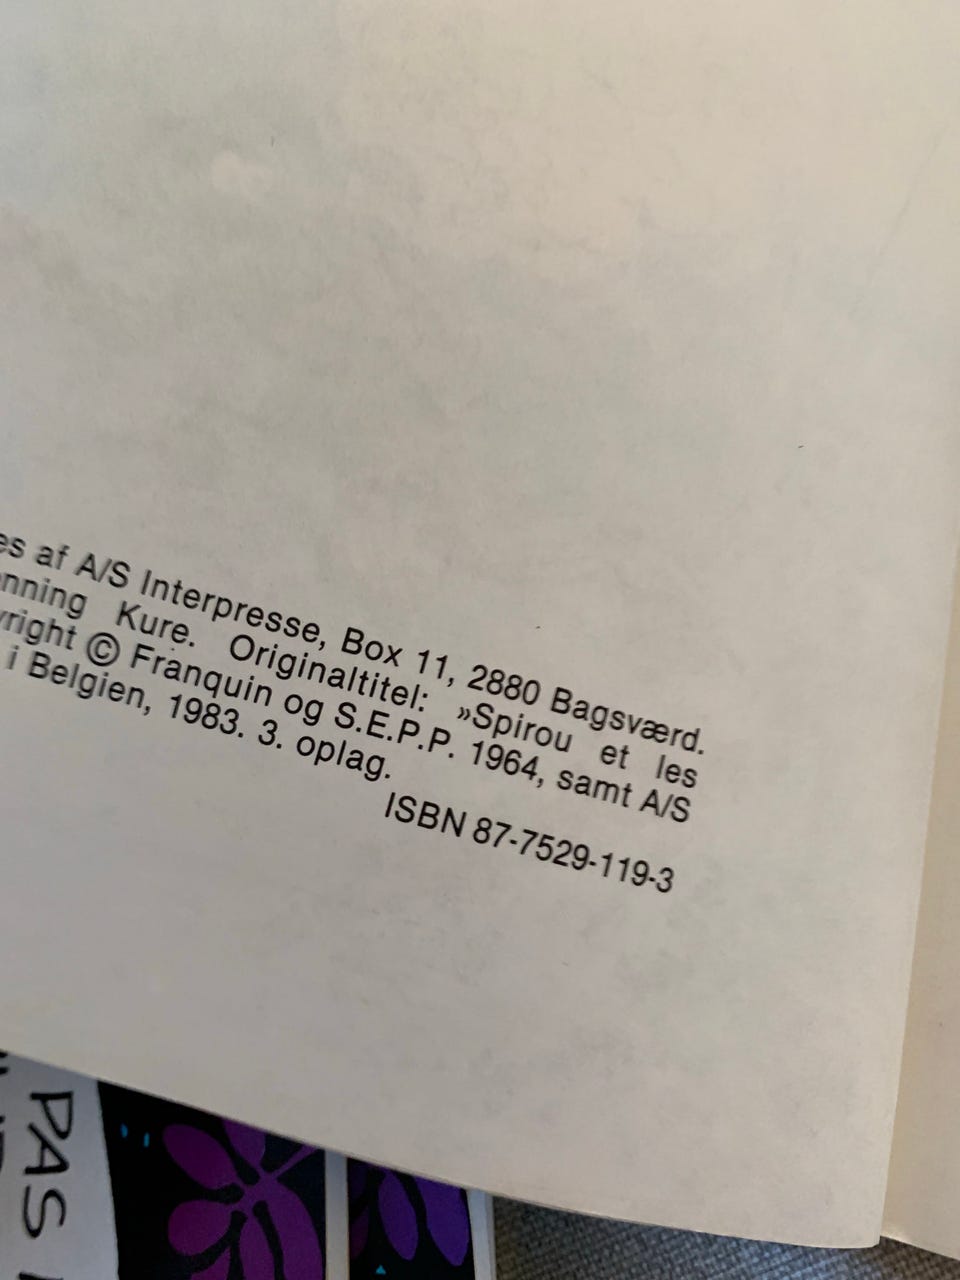 es af A/S Interpresse, Box 11, 2880 Bagsværd.
nning Kure. Originaltitel: »Spirou et les
right © Franquin og S.E.P.P. 1964, samt A/S
i Belgien, 1983. 3. oplag.
ISBN 87-7529-119-3
PAS